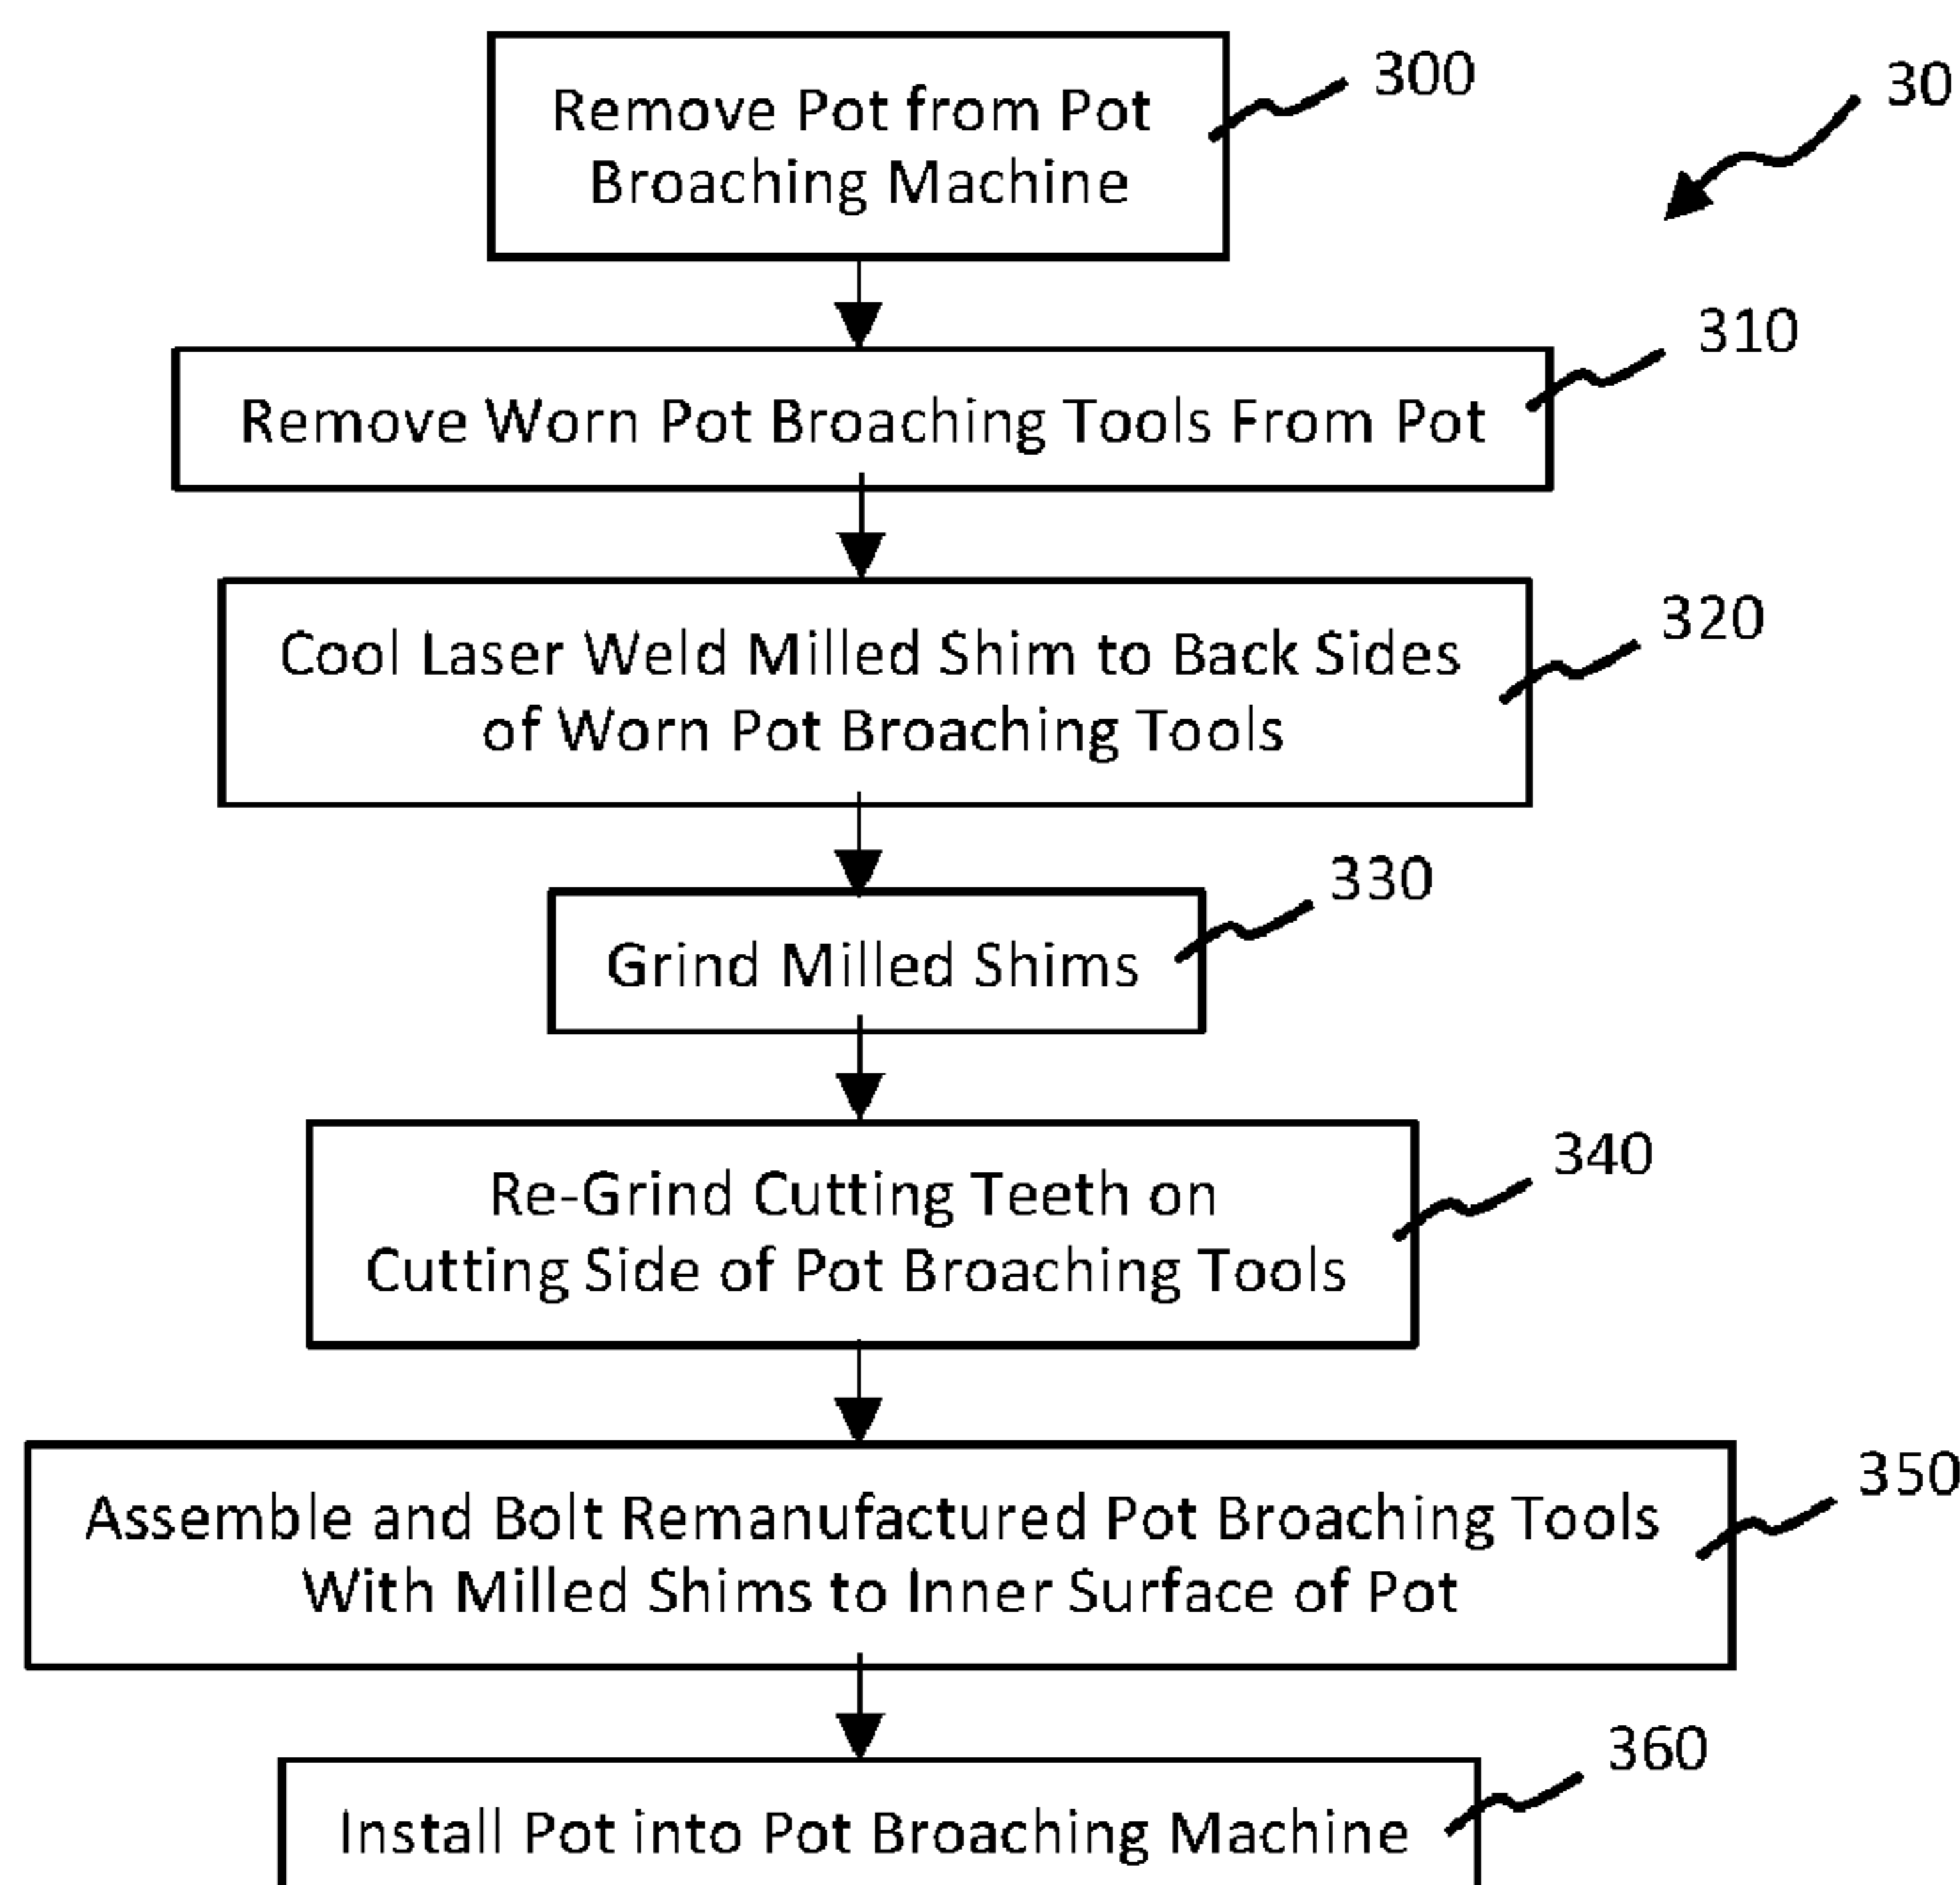 Remove Pot from Pot
Broaching Machine
300
30
Remove Worn Pot Broaching Tools From Pot
310
Cool Laser Weld Milled Shim to Back Sides
of Worn Pot Broaching Tools
320
Grind Milled Shims
330
Re-Grind Cutting Teeth on
Cutting Side of Pot Broaching Tools
340
Assemble and Bolt Remanufactured Pot Broaching Tools
With Milled Shims to Inner Surface of Pot
350
Install Pot into Pot Broaching Machine
360